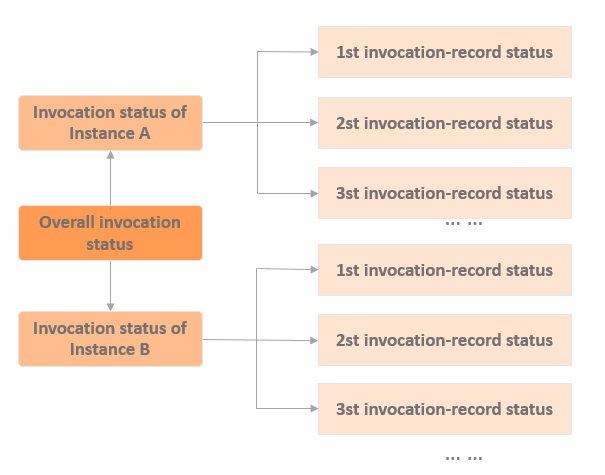 1st invocation-record status
Invocation status of
Instance A
2st invocation-record status
3st invocation-record status
... ...
Overall invocation
status
1st invocation-record status
Invocation status of
Instance B
2st invocation-record status
3st invocation-record status
... ...